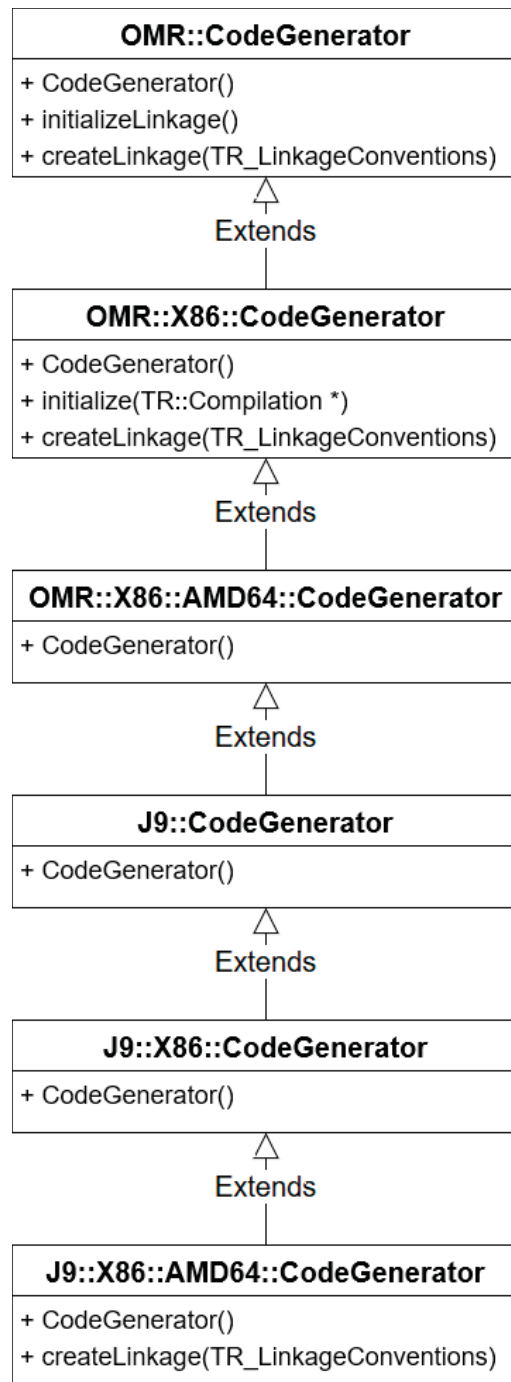 OMR::CodeGenerator
+ CodeGenerator()
+ initializeLinkage()
+ createLinkage(TR_LinkageConventions)
Extends
OMR::X86::CodeGenerator
+ CodeGenerator()
+ initialize(TR::Compilation *)
+ createLinkage(TR_LinkageConventions)
Extends
OMR::X86::AMD64::CodeGenerator
+ CodeGenerator()
Extends
J9::CodeGenerator
+ CodeGenerator()
Extends
J9::X86::CodeGenerator
+ CodeGenerator()
Extends
J9::X86::AMD64::CodeGenerator
+ CodeGenerator()
+ createLinkage(TR_LinkageConventions)